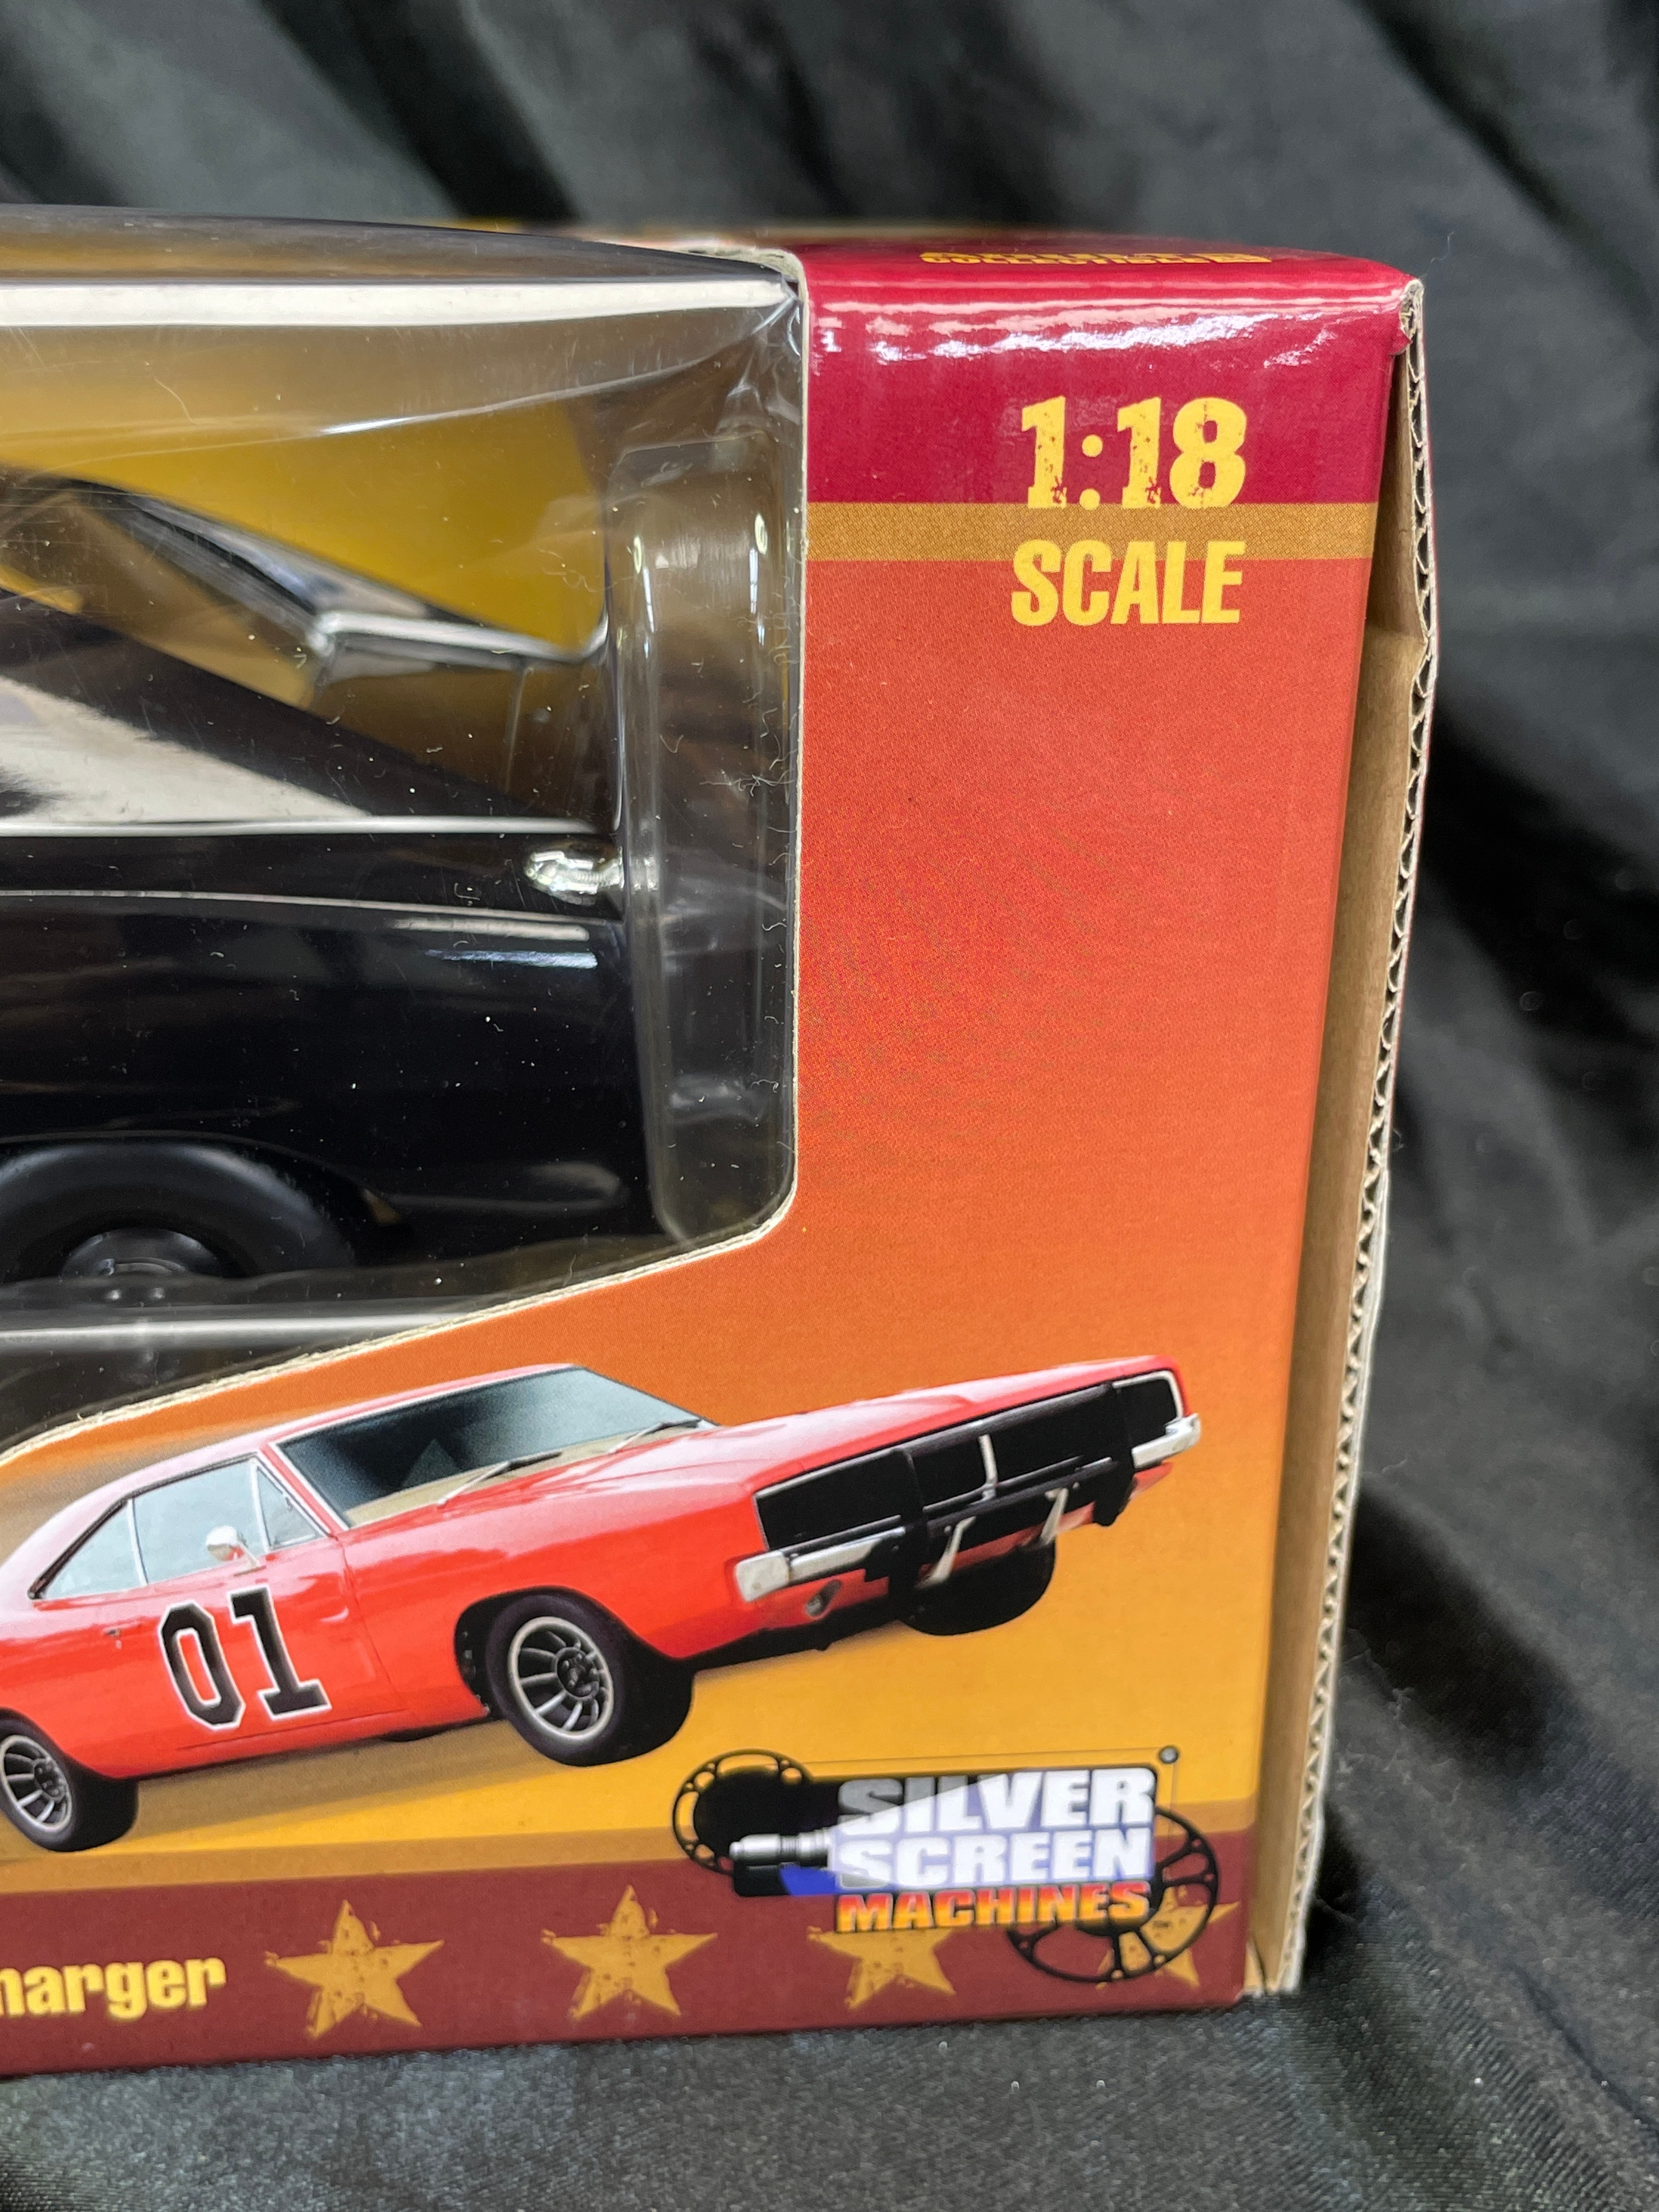 1:18
SCALE
01
SILVER
SCREEN
MACHINES
harger